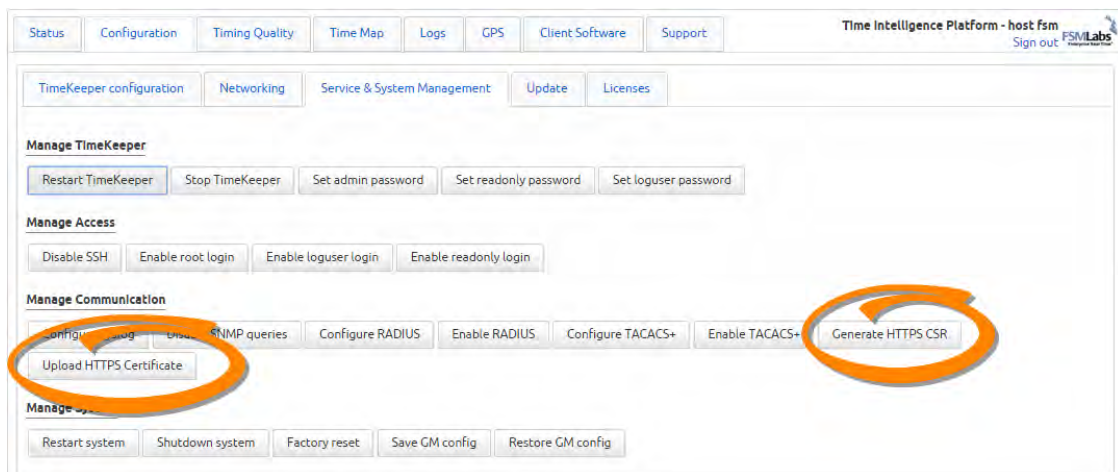 Status Configuration Timing Quality Time Map Logs GPS Client Software Support
Time Intelligence Platform - host fsm
Sign out
FSMLabs
TimeKeeper configuration Networking Service & System Management Update Licenses
Manage TimeKeeper
Restart TimeKeeper Stop TimeKeeper Set admin password Set readonly password Set loguser password
Manage Access
Disable SSH Enable root login Enable loguser login Enable readonly login
Manage Communication
SNMP queries Configure RADIUS Enable RADIUS Configure TACACS+ Enable TACACS+ Generate HTTPS CSR
Upload HTTPS Certificate
Manage
Restart system Shutdown system Factory reset Save GM config Restore GM config